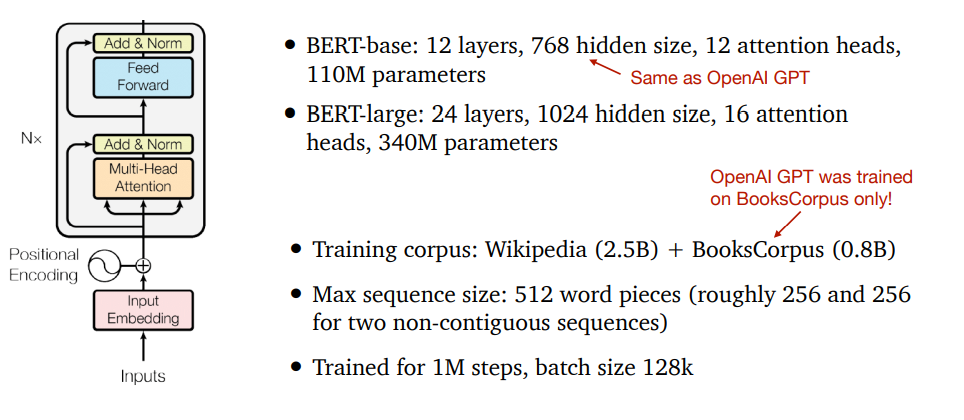 Add & Norm
Feed
Forward
Nx
Add & Norm
Multi-Head
Attention
Positional
Encoding
Input
Embedding
Inputs
• BERT-base: 12 layers, 768 hidden size, 12 attention heads,
110M parameters
Same as OpenAI GPT
• BERT-large: 24 layers, 1024 hidden size, 16 attention
heads, 340M parameters
OpenAI GPT was trained
on BooksCorpus only!
• Training corpus: Wikipedia (2.5B) + BooksCorpus (0.8B)
• Max sequence size: 512 word pieces (roughly 256 and 256
for two non-contiguous sequences)
• Trained for 1M steps, batch size 128k